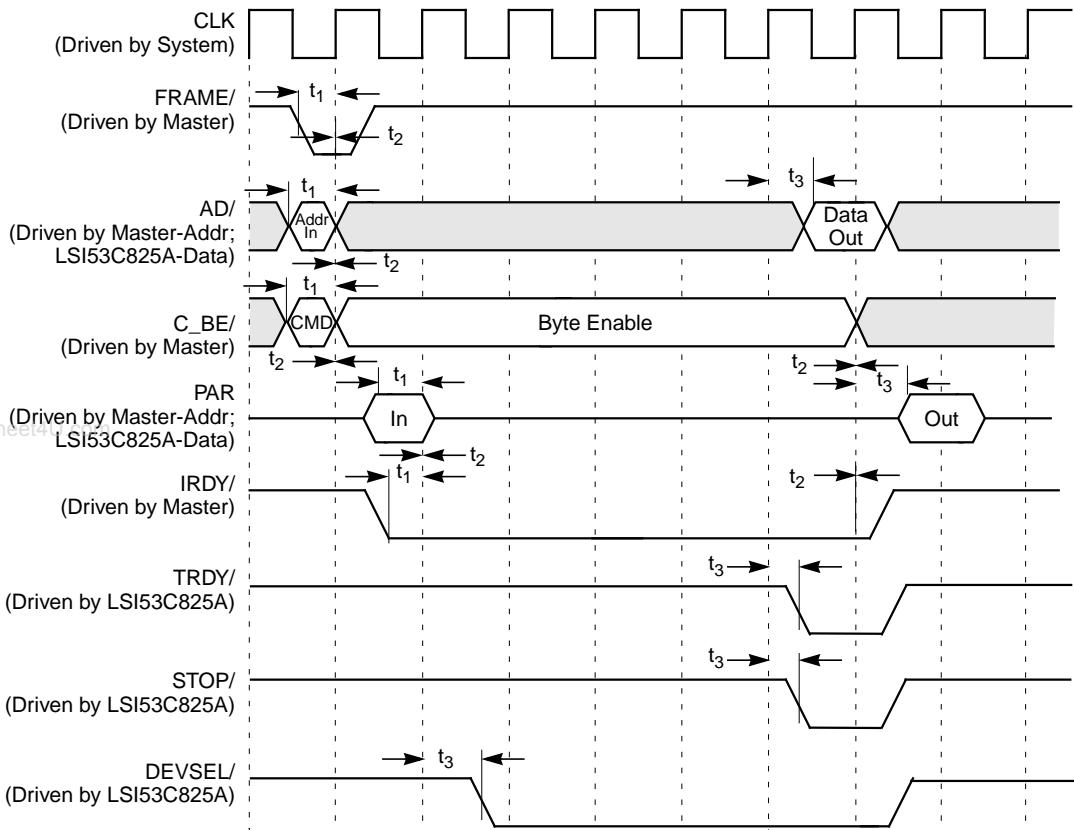 CLK
(Driven by System)
FRAME/
(Driven by Master)
t1
t2
AD/
(Driven by Master-Addr;
LSI53C825A-Data)
t1
Addr
In
t2
t3
Data
Out
C_BE/
(Driven by Master)
t1
CMD
Byte Enable
t2
t2
PAR
(Driven by Master-Addr;
LSI53C825A-Data)
t1
In
t2
t3
Out
IRDY/
(Driven by Master)
t1
t2
TRDY/
(Driven by LSI53C825A)
t3
STOP/
(Driven by LSI53C825A)
t3
DEVSEL/
(Driven by LSI53C825A)
t3